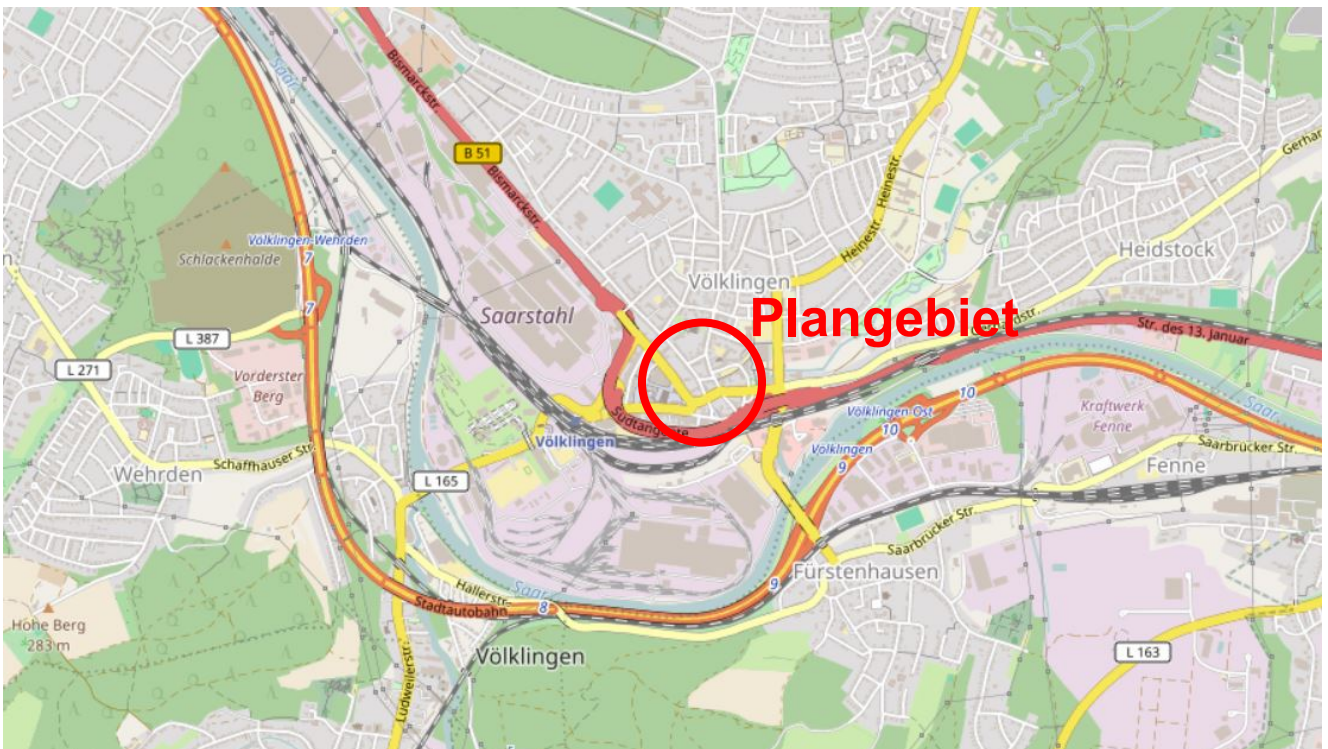 Saar
Bismarckstr.
B 51
Bismarckstr.
Heinestr.
Heinestr.
Gerhar
Heidstock
Völklingen-Wehrden
7
Schlackenhalde
7
Völklingen
Plangebiet
Saarstahl
Gerhardstr.
Str. des 13. Januar
L 387
L 271
Vorderster
Berg
Südtangente
Völklingen
Völklingen-Ost
10
10
Völklingen
9
Kraftwerk
Fenne
Saar
Saarbrücker Str.
Fenne
Schaffhauser Str.
Wehrden
L 165
Saarbrücker Str.
Fürstenhausen
9
Saar
Hallerstr.
8
Stadtautobahn
Hohe Berg
283 m
Völklingen
Ludweilerstr.
L 163